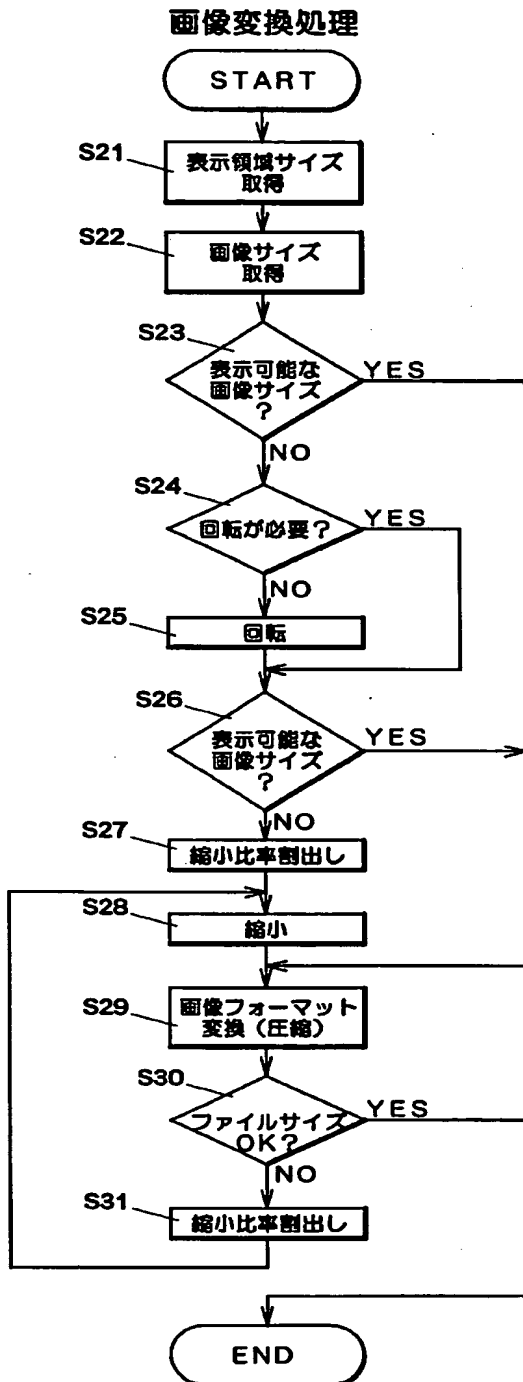 画像変換処理
START
S21
表示領域サイズ
取得
S22
画像サイズ
取得
S23
表示可能な
画像サイズ
?
YES
NO
S24
回転が必要?
YES
NO
S25
回転
S26
表示可能な
画像サイズ
?
YES
NO
S27
縮小比率割出し
S28
縮小
S29
画像フォーマット
変換(圧縮)
S30
ファイルサイズ
OK?
YES
NO
S31
縮小比率割出し
END